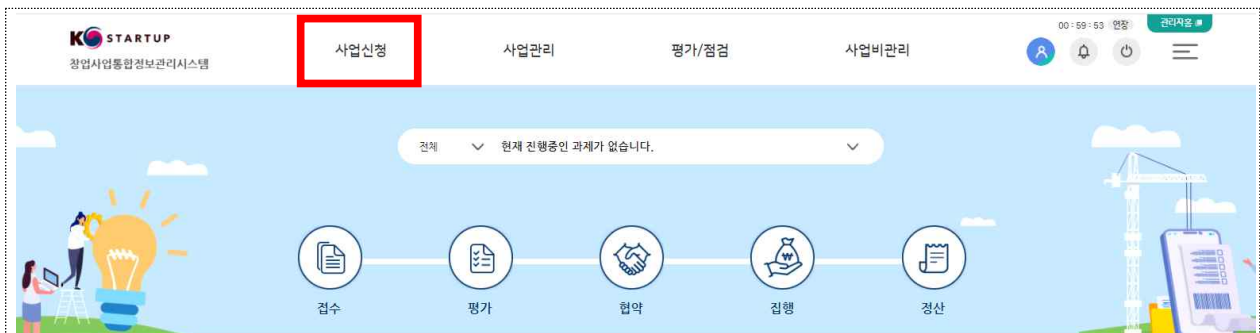 00:59:53 연장 관리자홈
K STARTUP
창업사업통합정보관리시스템
사업신청 사업관리 평가/점검 사업비관리
전체 현재 진행중인 과제가 없습니다.
접수 평가 협약 집행 정산